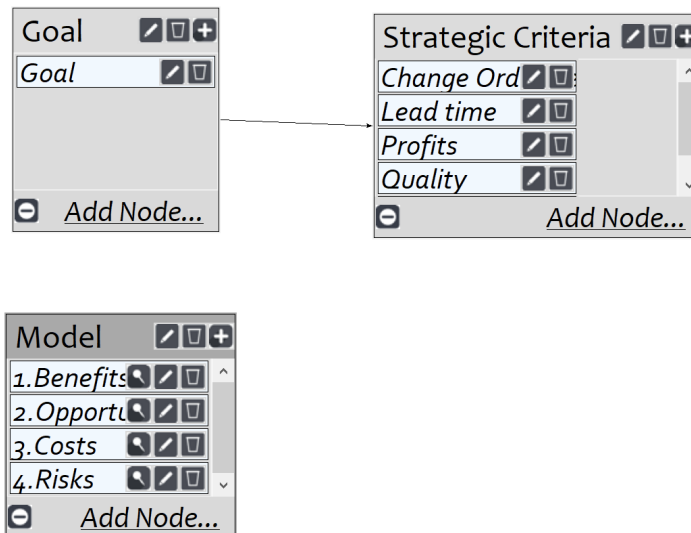 Goal
Goal
Add Node...
Strategic Criteria
Change Ord
Lead time
Profits
Quality
Add Node...
Model
1.Benefits
2.Opportu
3.Costs
4.Risks
Add Node...